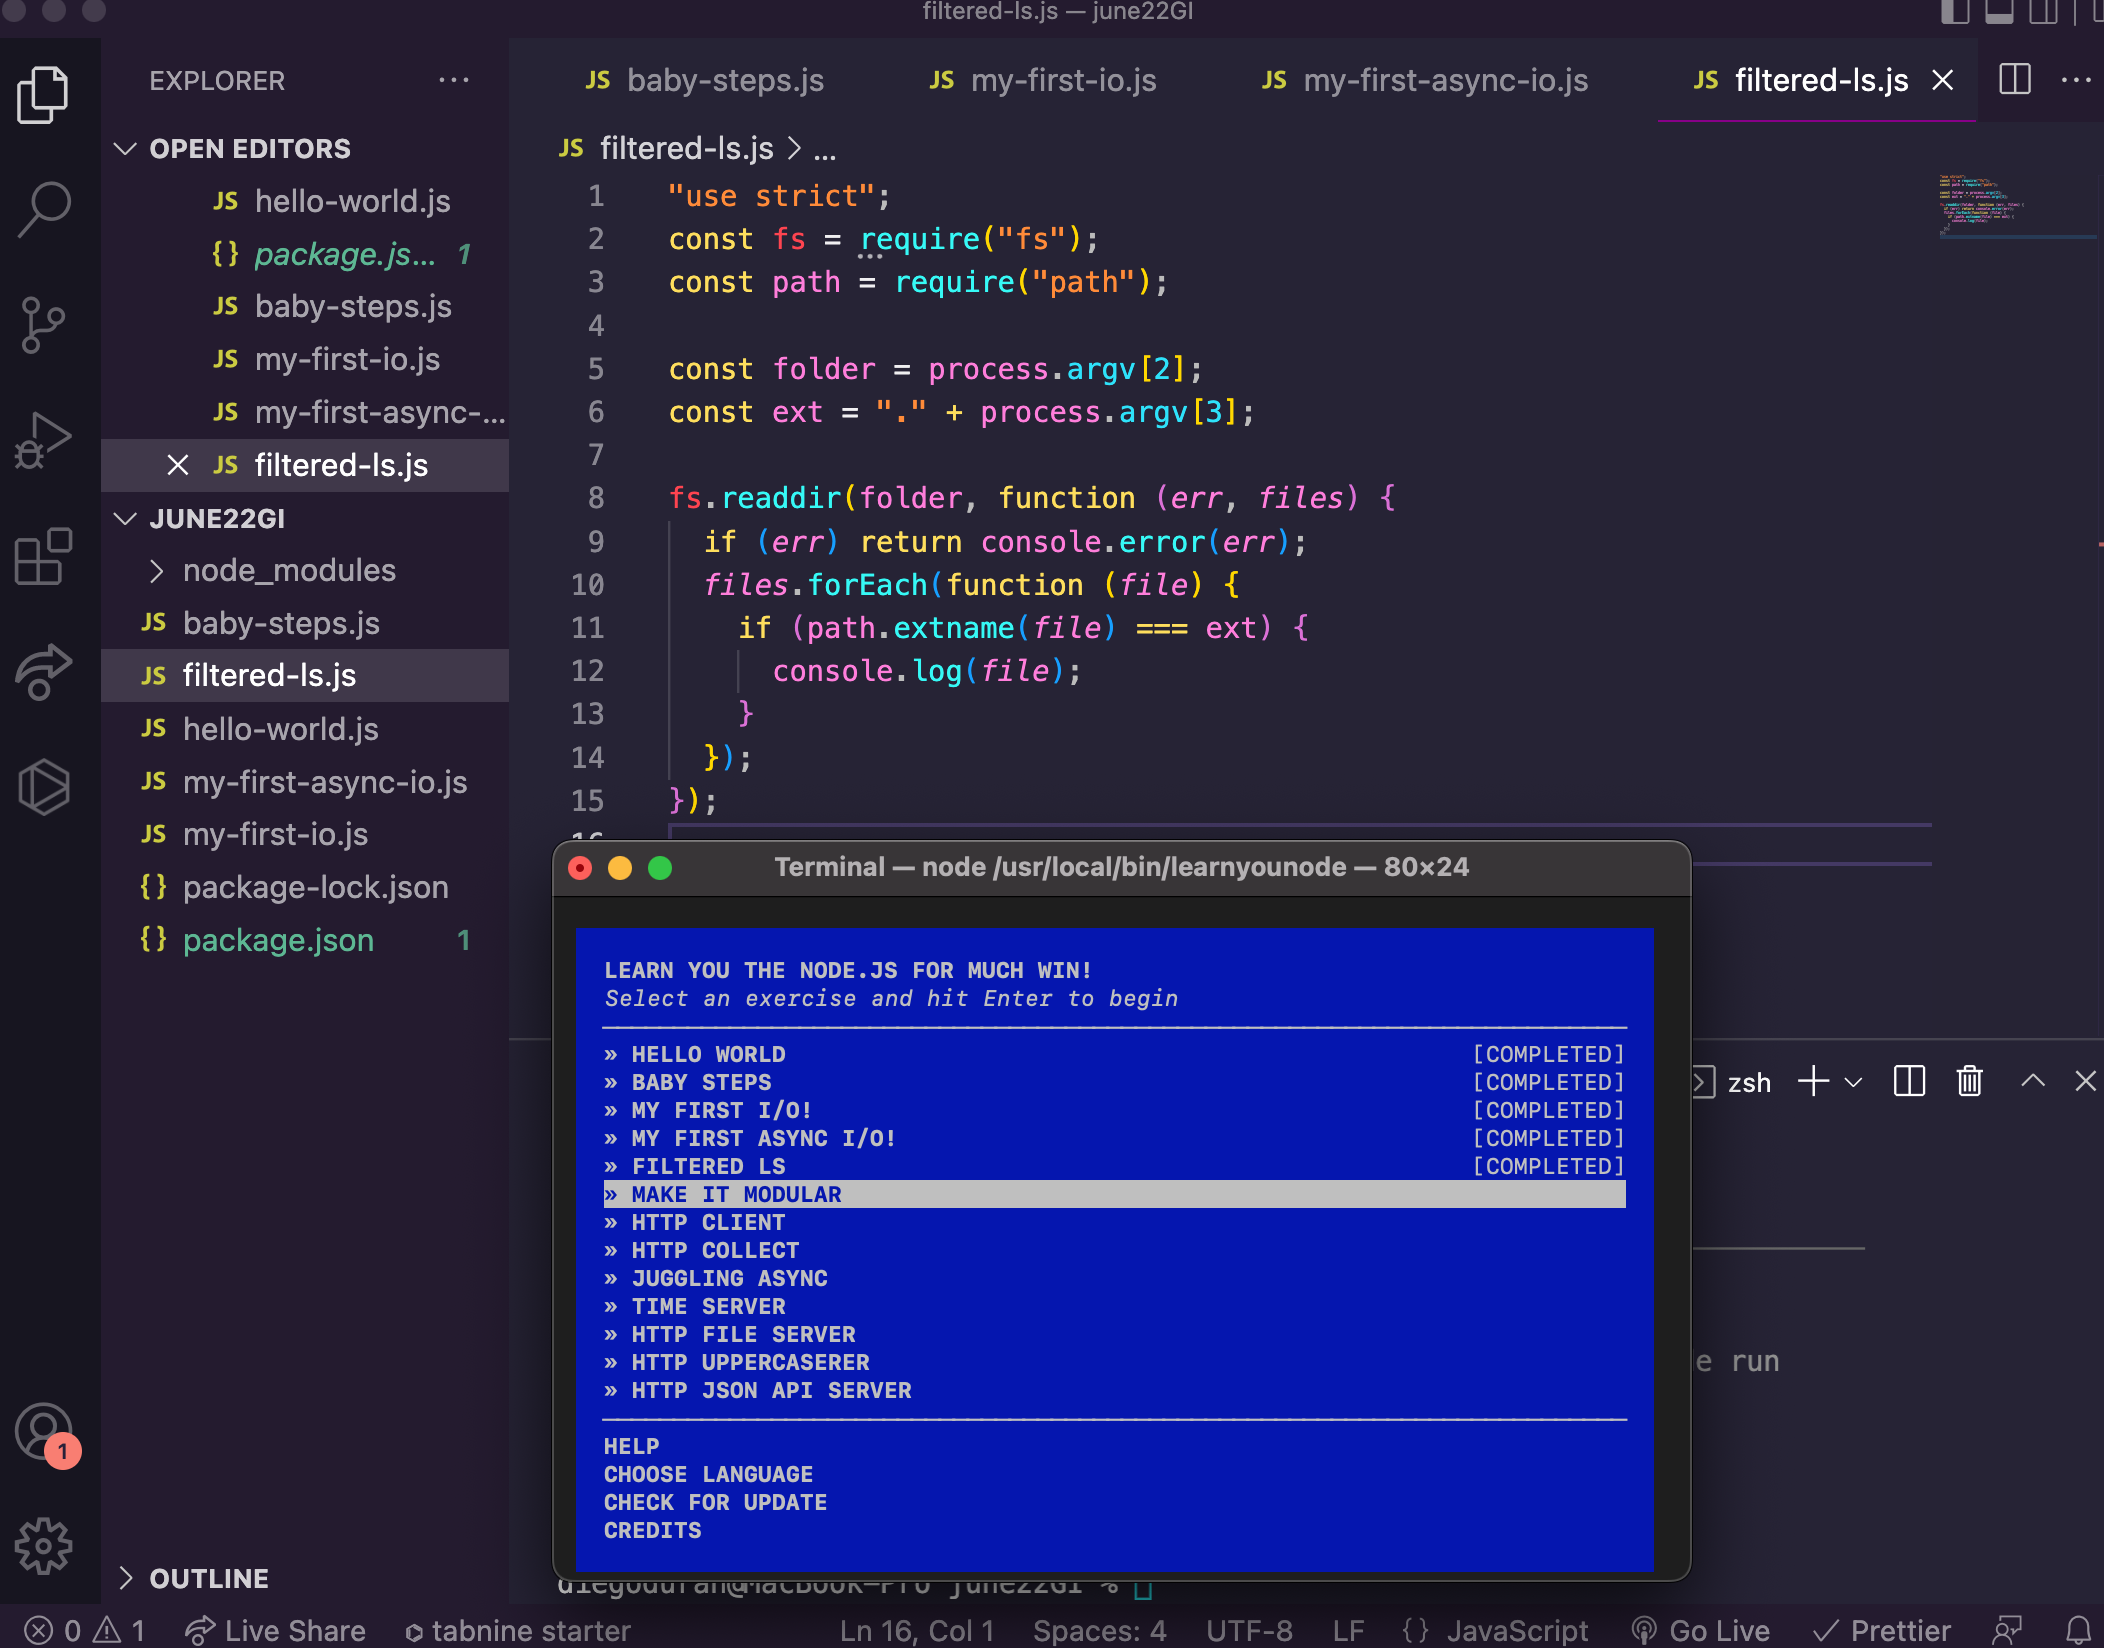 filtered-ls.js — june22GI
EXPLORER
OPEN EDITORS
JS hello-world.js
{} package.js... 1
JS baby-steps.js
JS my-first-io.js
JS my-first-async-...
JS filtered-ls.js
JUNE22GI
node_modules
JS baby-steps.js
JS filtered-ls.js
JS hello-world.js
JS my-first-async-io.js
JS my-first-io.js
{} package-lock.json
{} package.json 1
OUTLINE
1
JS baby-steps.js JS my-first-io.js JS my-first-async-io.js JS filtered-ls.js
JS filtered-ls.js > ...
1 "use strict";
2 const fs = require("fs");
3 const path = require("path");
4
5 const folder = process.argv[2];
6 const ext = "." + process.argv[3];
7
8 fs.readdir(folder, function (err, files) {
9 if (err) return console.error(err);
10 files.forEach(function (file) {
11 if (path.extname(file) === ext) {
12 console.log(file);
13 }
14 });
15 });
16
Terminal — node /usr/local/bin/learnyounode — 80×24
LEARN YOU THE NODE.JS FOR MUCH WIN!
Select an exercise and hit Enter to begin
» HELLO WORLD [COMPLETED]
» BABY STEPS [COMPLETED]
» MY FIRST I/O! [COMPLETED]
» MY FIRST ASYNC I/O! [COMPLETED]
» FILTERED LS [COMPLETED]
» MAKE IT MODULAR
» HTTP CLIENT
» HTTP COLLECT
» JUGGLING ASYNC
» TIME SERVER
» HTTP FILE SERVER
» HTTP UPPERCASERER
» HTTP JSON API SERVER
HELP
CHOOSE LANGUAGE
CHECK FOR UPDATE
CREDITS
zsh
e run
diegoduran@MacBook-Pro june22GI %
0 1 Live Share tabnine starter Ln 16, Col 1 Spaces: 4 UTF-8 LF {} JavaScript Go Live Prettier